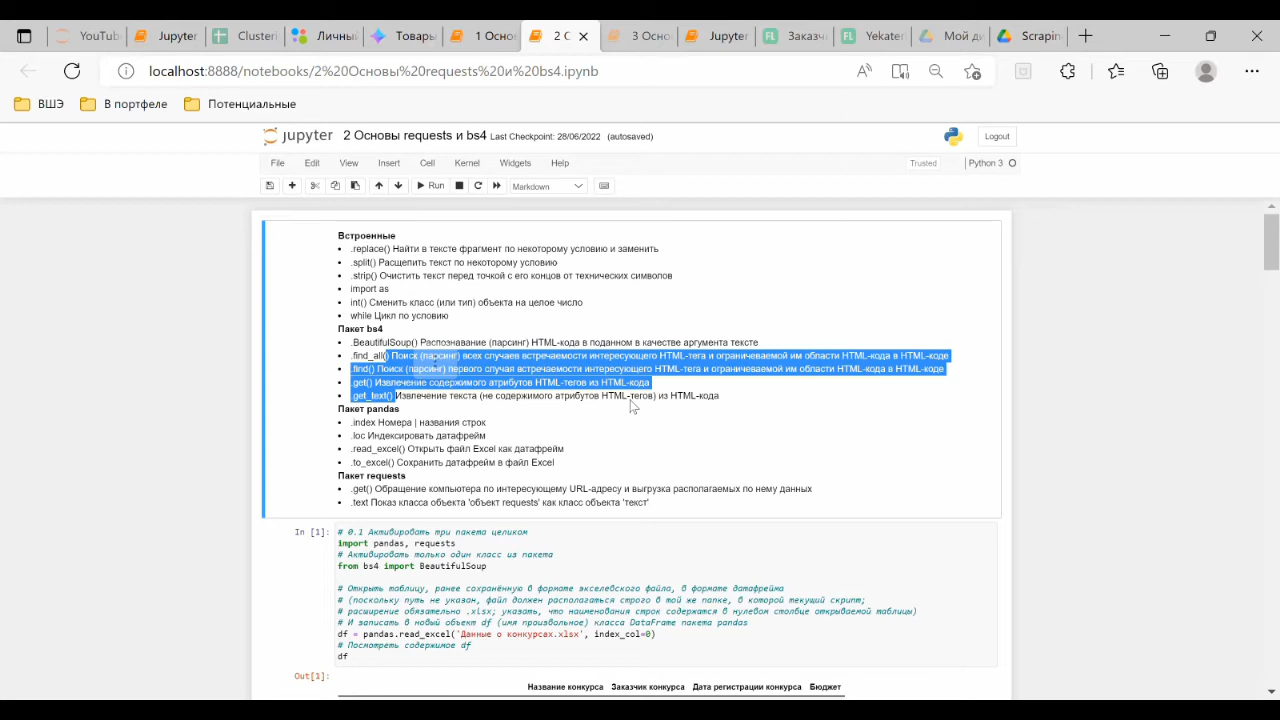 YouTub
Jupyter
Clusteri
Личный
Товары
1 Осно
2 О
3 Осно
Jupyter
Заказч
Yekater
Мой ди
Scrapin
localhost:8888/notebooks/2%20Основы%20requests%20и%20bs4.ipynb
ВШЭ
В портфеле
Потенциальные
jupyter 2 Основы requests и bs4 Last Checkpoint: 28/06/2022 (autosaved)
Logout
File Edit View Insert Cell Kernel Widgets Help
Trusted
Python 3
Run
Markdown
Встроенные
.replace() Найти в тексте фрагмент по некоторому условию и заменить
.split() Расщепить текст по некоторому условию
.strip() Очистить текст перед точкой с его концов от технических символов
import as
int() Сменить класс (или тип) объекта на целое число
while Цикл по условию
Пакет bs4
.BeautifulSoup() Распознавание (парсинг) HTML-кода в поданном в качестве аргумента тексте
.find_all() Поиск (парсинг) всех случаев встречаемости интересующего HTML-тега и ограничеваемой им области HTML-кода в HTML-коде
.find() Поиск (парсинг) первого случая встречаемости интересующего HTML-тега и ограничеваемой им области HTML-кода в HTML-коде
.get() Извлечение содержимого атрибутов HTML-тегов из HTML-кода
.get_text() Извлечение текста (не содержимого атрибутов HTML-тегов) из HTML-кода
Пакет pandas
.index Номера | названия строк
.loc Индексировать датафрейм
.read_excel() Открыть файл Excel как датафрейм
.to_excel() Сохранить датафрейм в файл Excel
Пакет requests
.get() Обращение компьютера по интересующему URL-адресу и выгрузка располагаемых по нему данных
.text Показ класса объекта 'объект requests' как класс объекта 'текст'
In [1]:
# 0.1 Активировать три пакета целиком
import pandas, requests
# Активировать только один класс из пакета
from bs4 import BeautifulSoup
# Открыть таблицу, ранее сохранённую в формате экселевского файла, в формате датафрейма
# (поскольку путь не указан, файл должен располагаться строго в той же папке, в которой текущий скрипт;
# расширение обязательно .xlsx; указать, что наименования строк содержатся в нулевом столбце открываемой таблицы)
# И записать в новый объект df (имя произвольное) класса DataFrame пакета pandas
df = pandas.read_excel('Данные о конкурсах.xlsx', index_col=0)
# Посмотреть содержимое df
df
Out[1]:
Название конкурса Заказчик конкурса Дата регистрации конкурса Бюджет